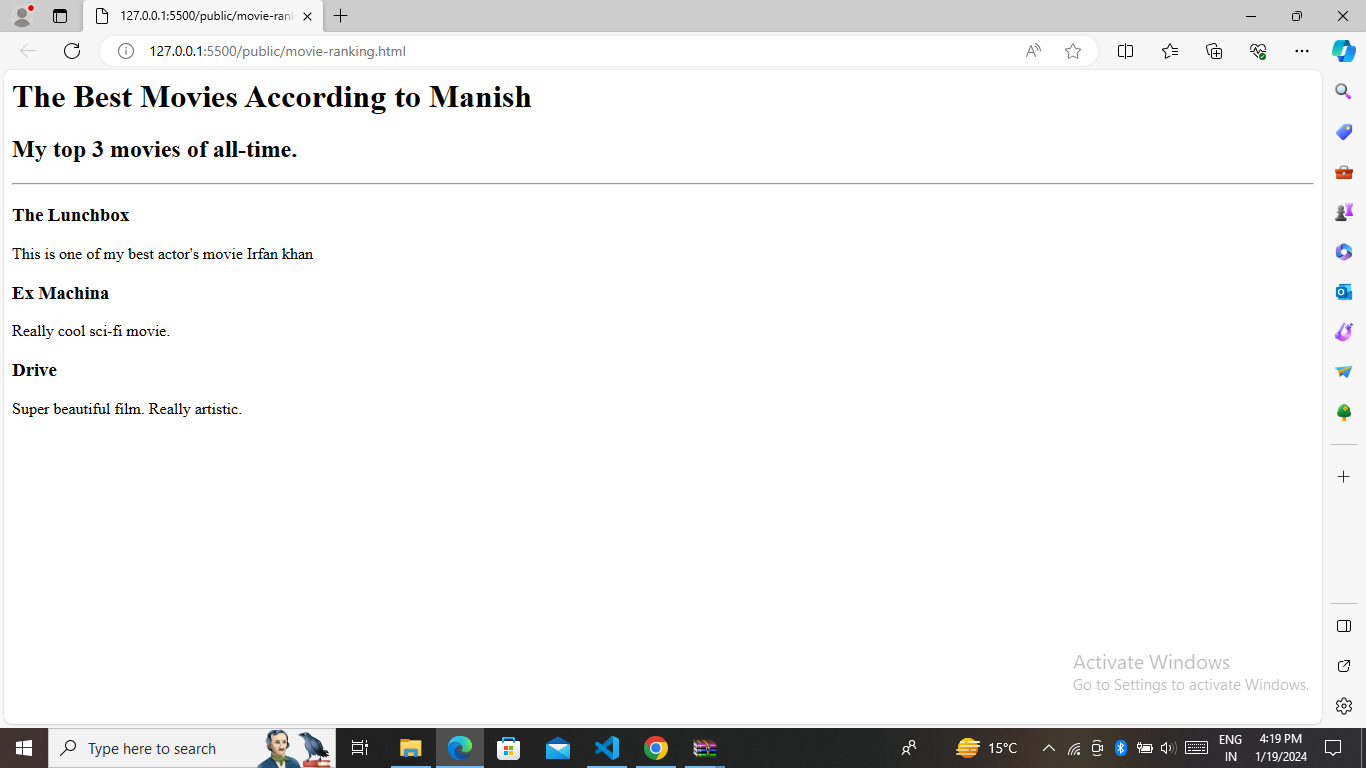 127.0.0.1:5500/public/movie-rank
127.0.0.1:5500/public/movie-ranking.html
The Best Movies According to Manish
My top 3 movies of all-time.
The Lunchbox
This is one of my best actor's movie Irfan khan
Ex Machina
Really cool sci-fi movie.
Drive
Super beautiful film. Really artistic.
Activate Windows
Go to Settings to activate Windows.
Type here to search
15°C
ENG
IN
4:19 PM
1/19/2024